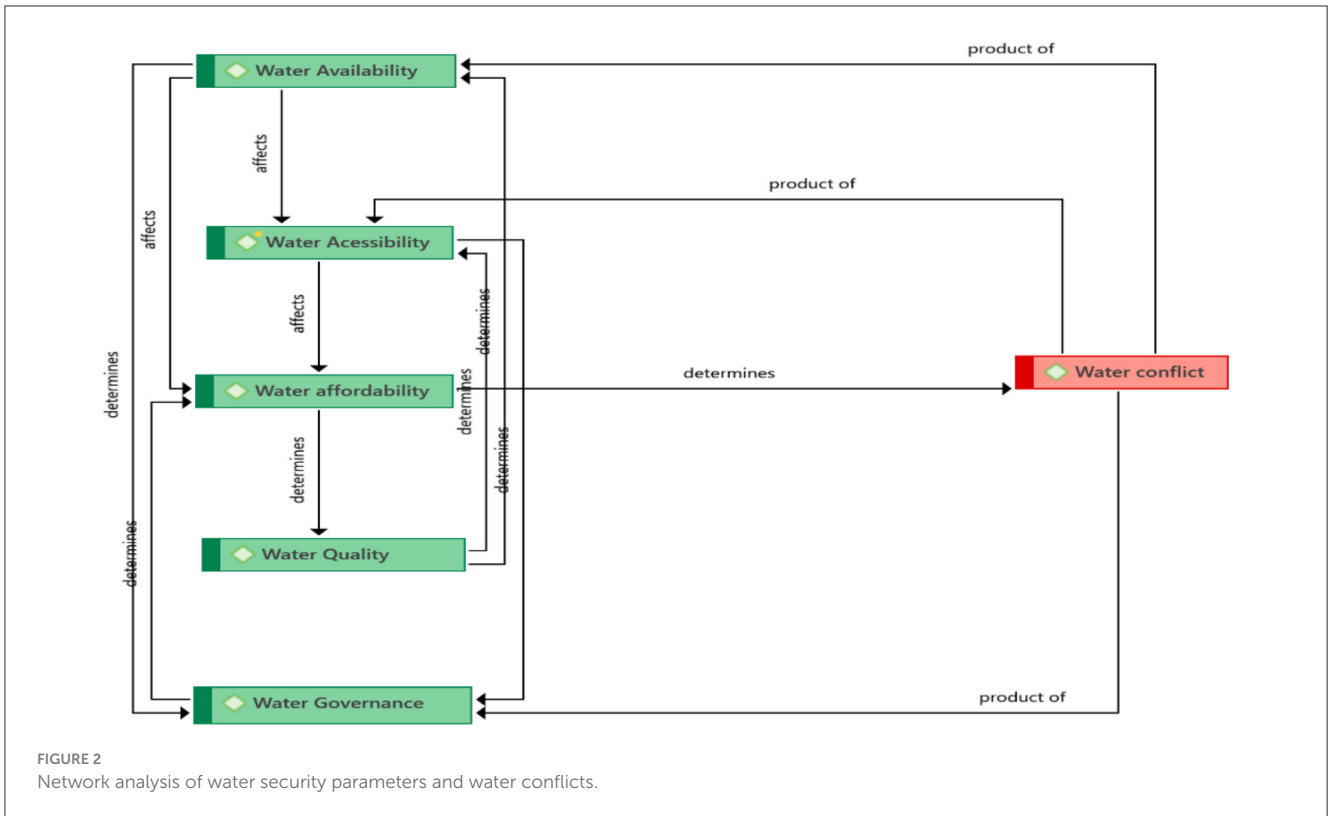 product of
Water Availability
affects
product of
affects
Water Acessibility
affects
determines
determines
determines
Water affordability
determines
Water conflict
determines
determines
determines
Water Quality
determines
Water Governance
product of
FIGURE 2
Network analysis of water security parameters and water conflicts.